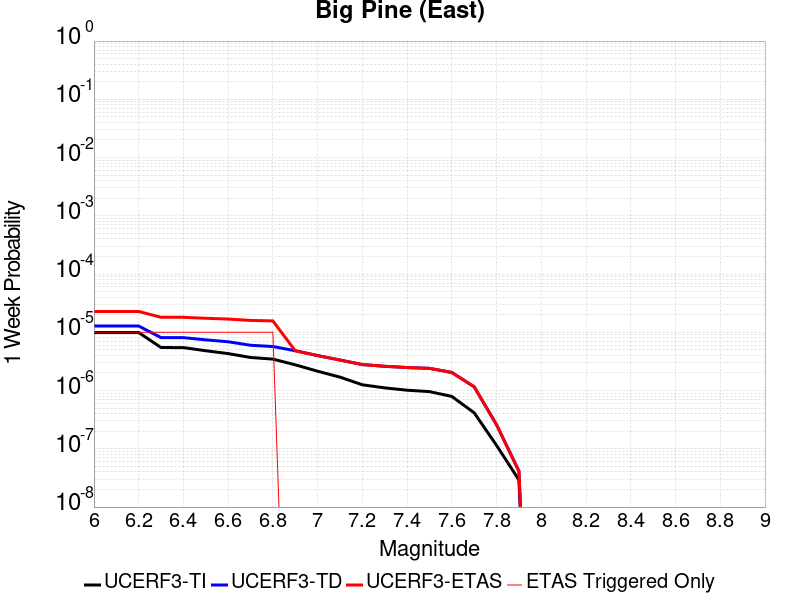 Big Pine (East)
1 Week Probability
10^0
10^-1
10^-2
10^-3
10^-4
10^-5
10^-6
10^-7
10^-8
6 6.2 6.4 6.6 6.8 7 7.2 7.4 7.6 7.8 8 8.2 8.4 8.6 8.8 9
Magnitude
UCERF3-TI UCERF3-TD UCERF3-ETAS ETAS Triggered Only